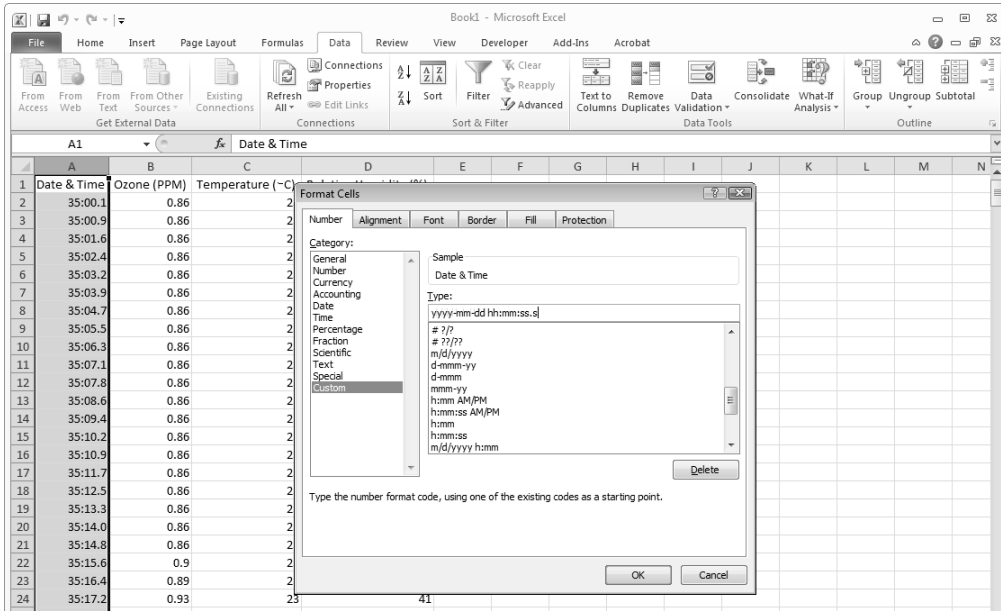 Book1 - Microsoft Excel
File Home Insert Page Layout Formulas Data Review View Developer Add-Ins Acrobat
From Access
From Web
From Text
From Other Sources
Get External Data
Existing Connections
Refresh All
Connections
Properties
Edit Links
Connections
Sort
Filter
Clear
Reapply
Advanced
Sort & Filter
Text to Columns
Remove Duplicates
Data Validation
Consolidate
What-If Analysis
Data Tools
Group
Ungroup
Subtotal
Outline
A1 fx Date & Time
A B C D E F G H I J K L M N
1 Date & Time Ozone (PPM) Temperature (~C)
2 35:00.1 0.86 2
3 35:00.9 0.86 2
4 35:01.6 0.86 2
5 35:02.4 0.86 2
6 35:03.2 0.86 2
7 35:03.9 0.86 2
8 35:04.7 0.86 2
9 35:05.5 0.86 2
10 35:06.3 0.86 2
11 35:07.1 0.86 2
12 35:07.8 0.86 2
13 35:08.6 0.86 2
14 35:09.4 0.86 2
15 35:10.2 0.86 2
16 35:10.9 0.86 2
17 35:11.7 0.86 2
18 35:12.5 0.86 2
19 35:13.3 0.86 2
20 35:14.0 0.86 2
21 35:14.8 0.86 2
22 35:15.6 0.9 2
23 35:16.4 0.89 2
24 35:17.2 0.93 23 41
Format Cells
Number Alignment Font Border Fill Protection
Category:
General
Number
Currency
Accounting
Date
Time
Percentage
Fraction
Scientific
Text
Special
Custom
Sample
Date & Time
Type:
yyyy-mm-dd hh:mm:ss.s
# ?/?
# ??/??
m/d/yyyy
d-mmm-yy
d-mmm
mmm-yy
h:mm AM/PM
h:mm:ss AM/PM
h:mm
h:mm:ss
m/d/yyyy h:mm
Delete
Type the number format code, using one of the existing codes as a starting point.
OK Cancel